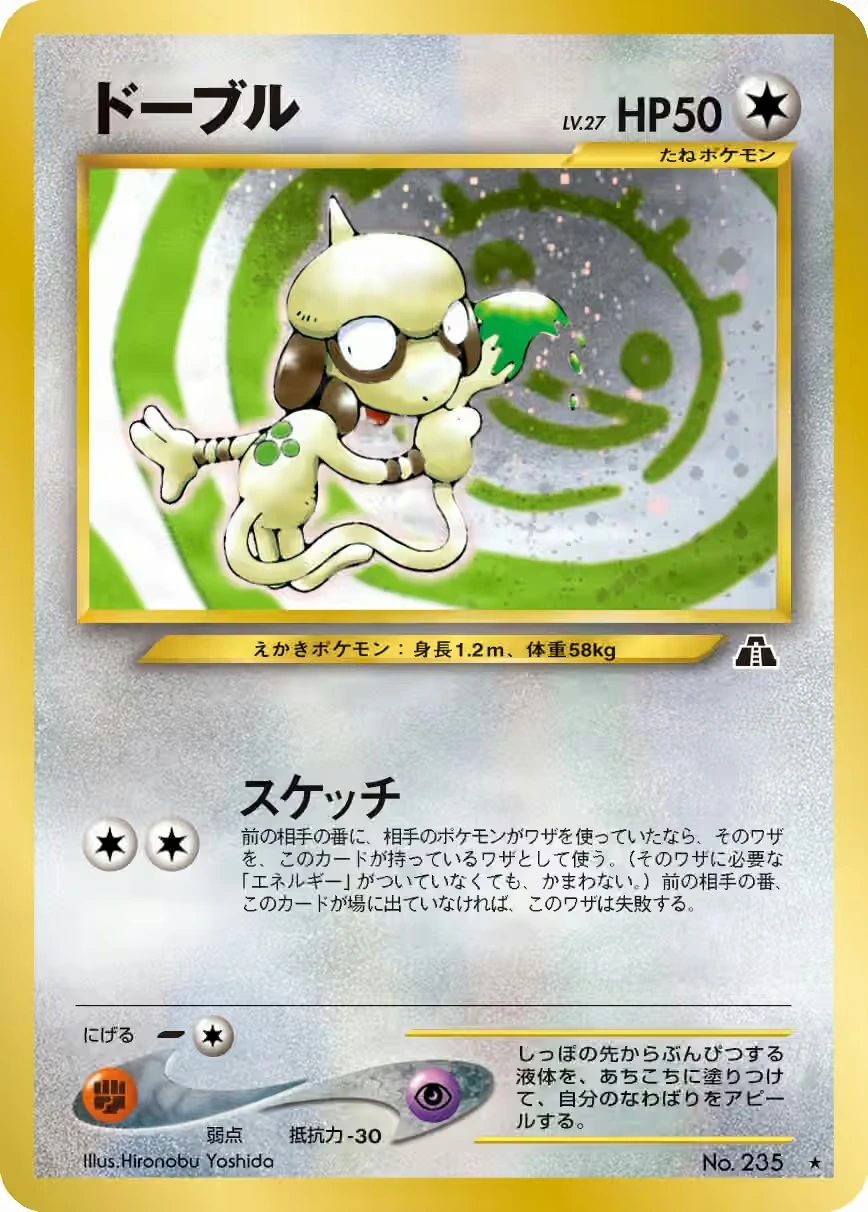 ドーブル
LV.27 HP50
たねポケモン
えかきポケモン：身長1.2m、体重58kg
スケッチ
前の相手の番に、相手のポケモンがワザを使っていたなら、そのワザ
を、このカードが持っているワザとして使う。（そのワザに必要な
「エネルギー」がついていなくても、かまわない。）前の相手の番、
このカードが場に出ていなければ、このワザは失敗する。
にげる
弱点
抵抗力-30
しっぽの先からぶんぴつする
液体を、あちこちに塗りつけ
て、自分のなわばりをアピー
ルする。
Illus.Hironobu Yoshida
No. 235 ★